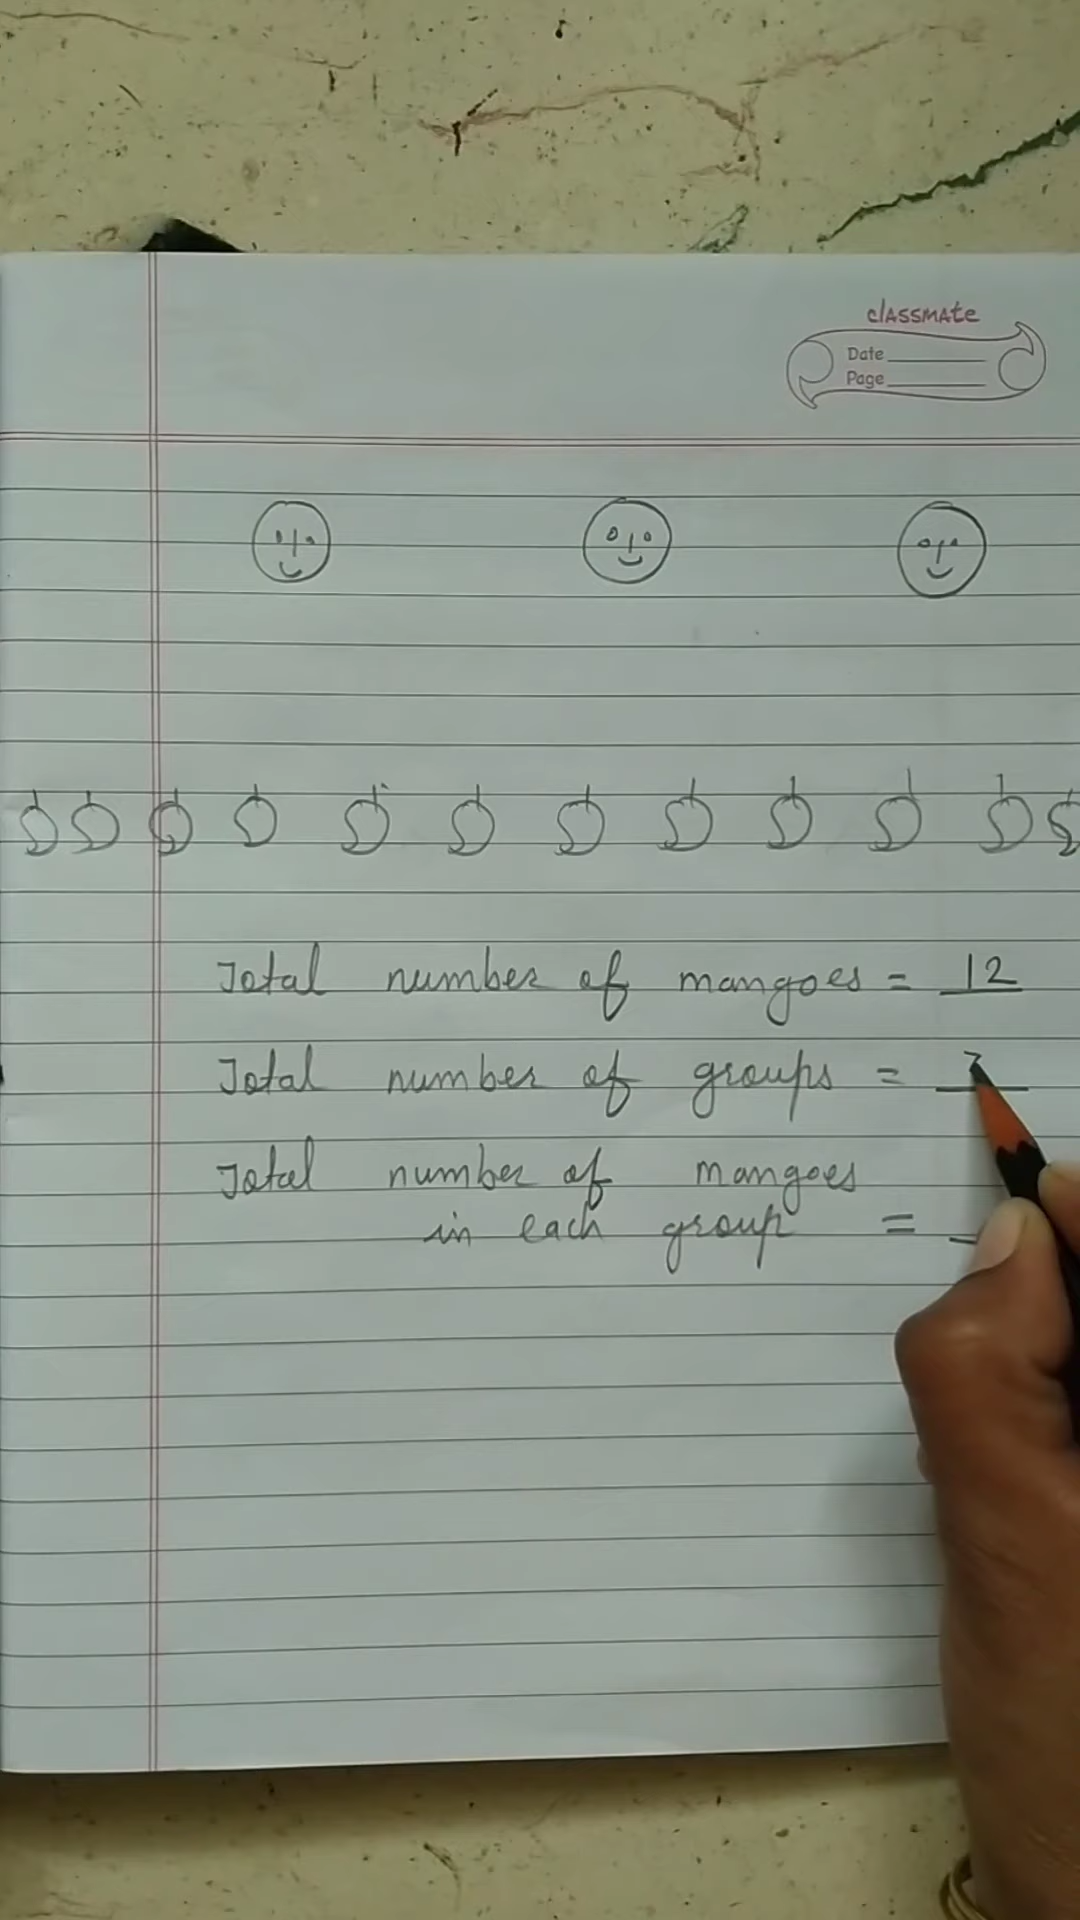 classmate
Date
Page
Total number of mangoes = 12
Total number of groups =
Total number of mangoes
in each group =